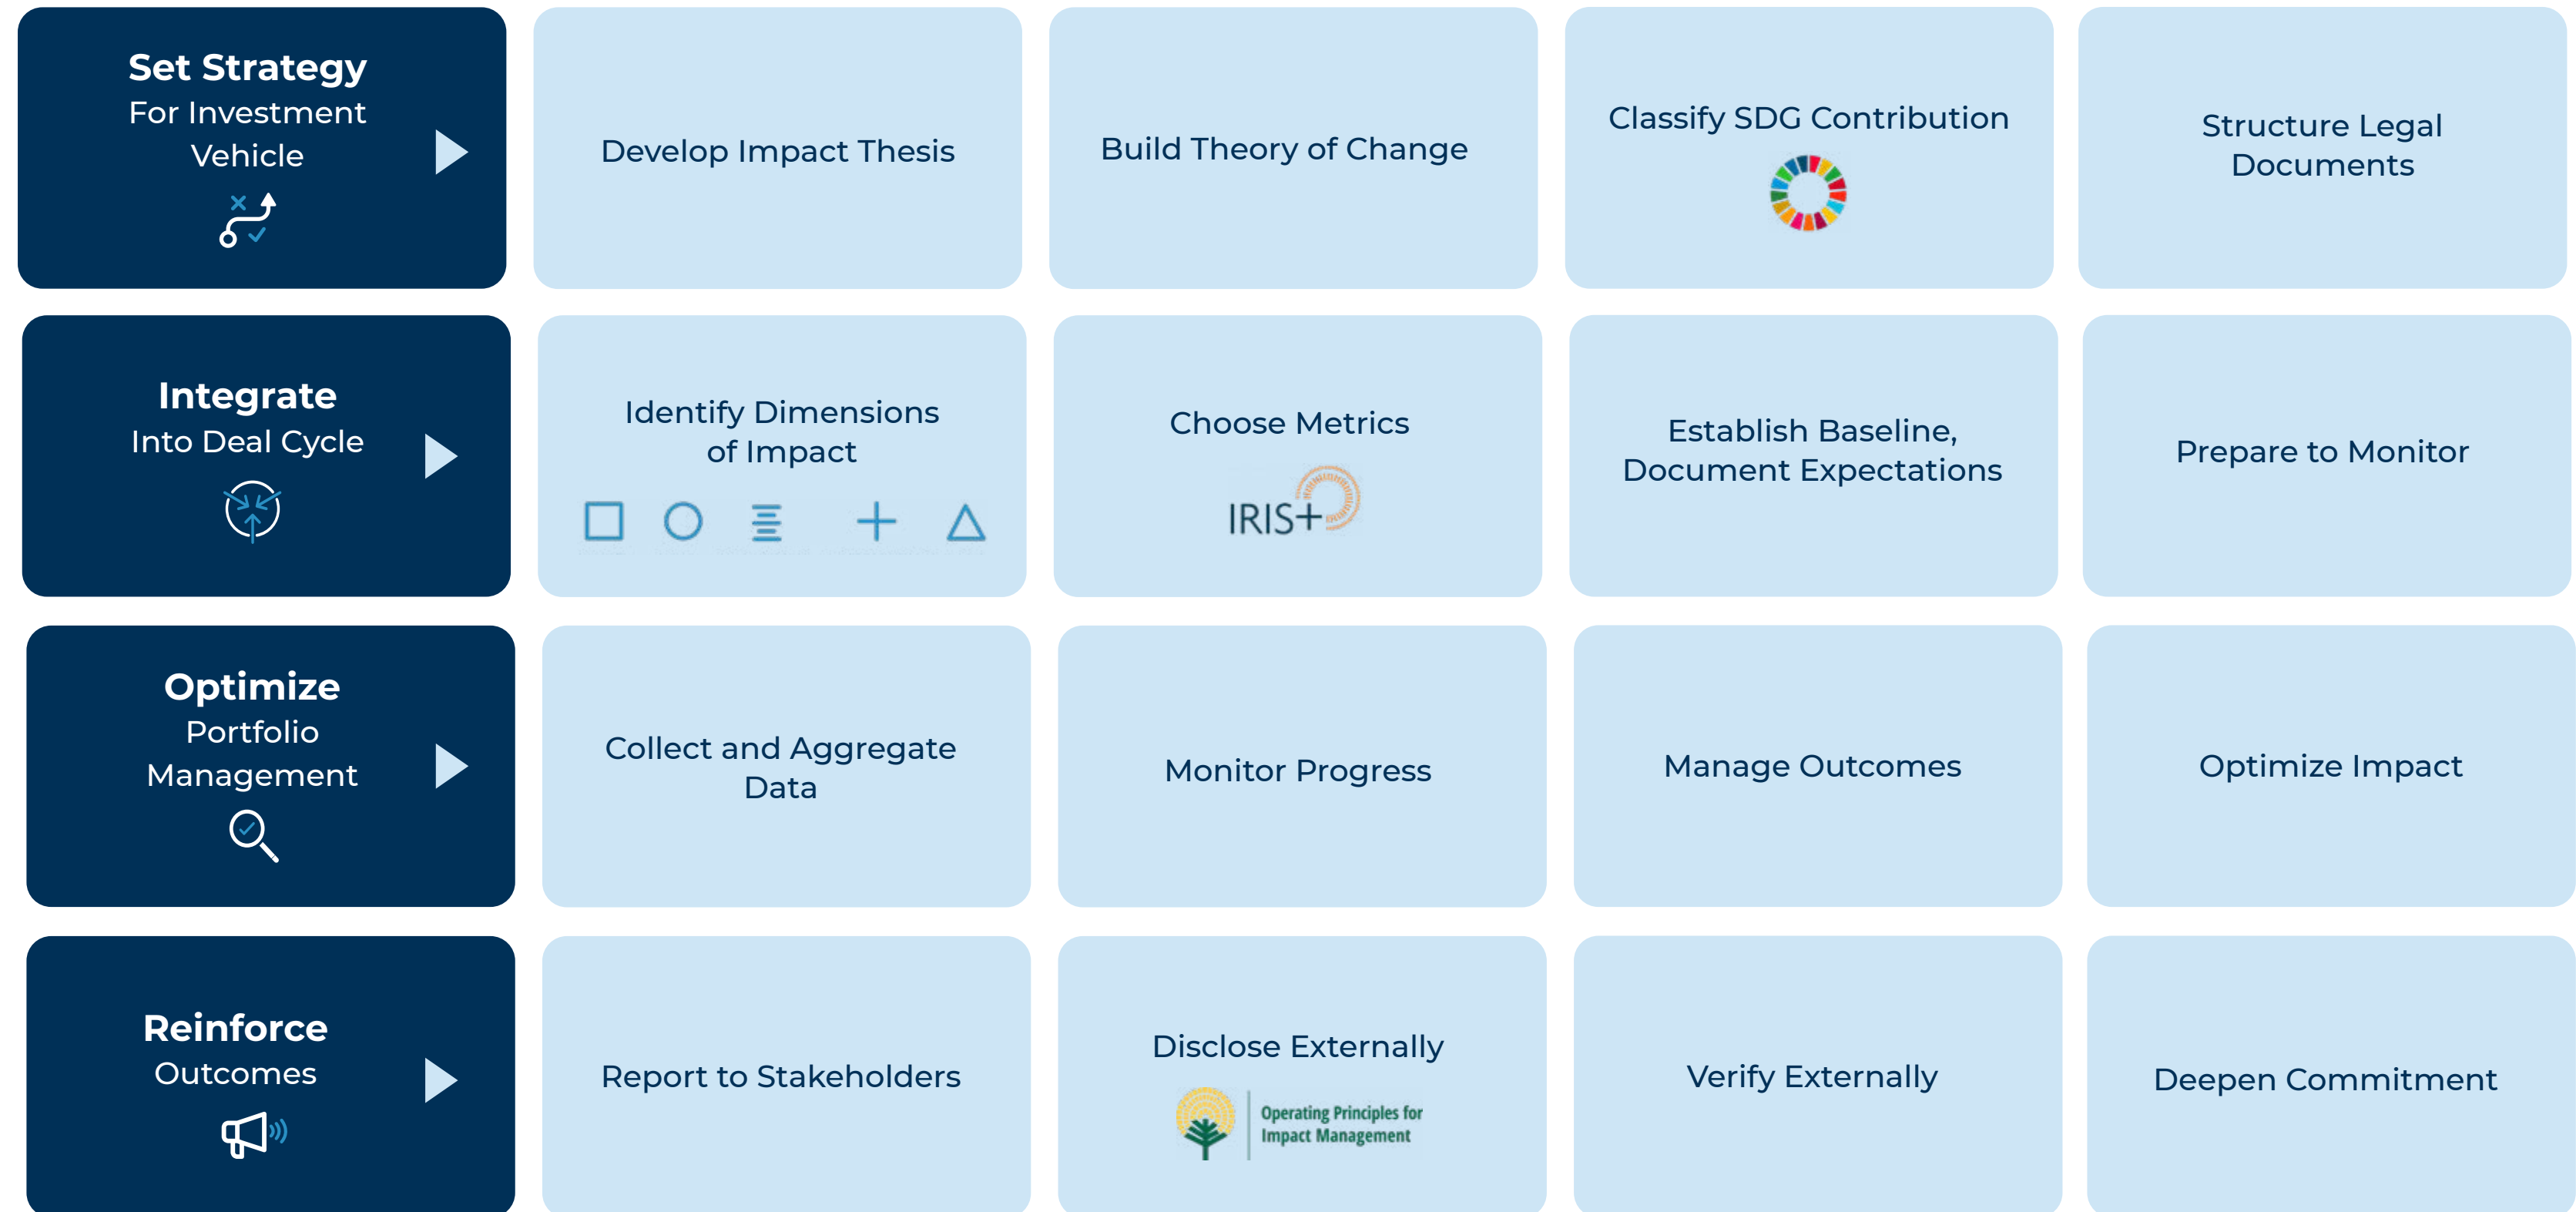 Set Strategy
For Investment
Vehicle
Develop Impact Thesis
Build Theory of Change
Classify SDG Contribution
Structure Legal
Documents
Integrate
Into Deal Cycle
Identify Dimensions
of Impact
Choose Metrics
IRIS+
Establish Baseline,
Document Expectations
Prepare to Monitor
Optimize
Portfolio
Management
Collect and Aggregate
Data
Monitor Progress
Manage Outcomes
Optimize Impact
Reinforce
Outcomes
Report to Stakeholders
Disclose Externally
Operating Principles for
Impact Management
Verify Externally
Deepen Commitment